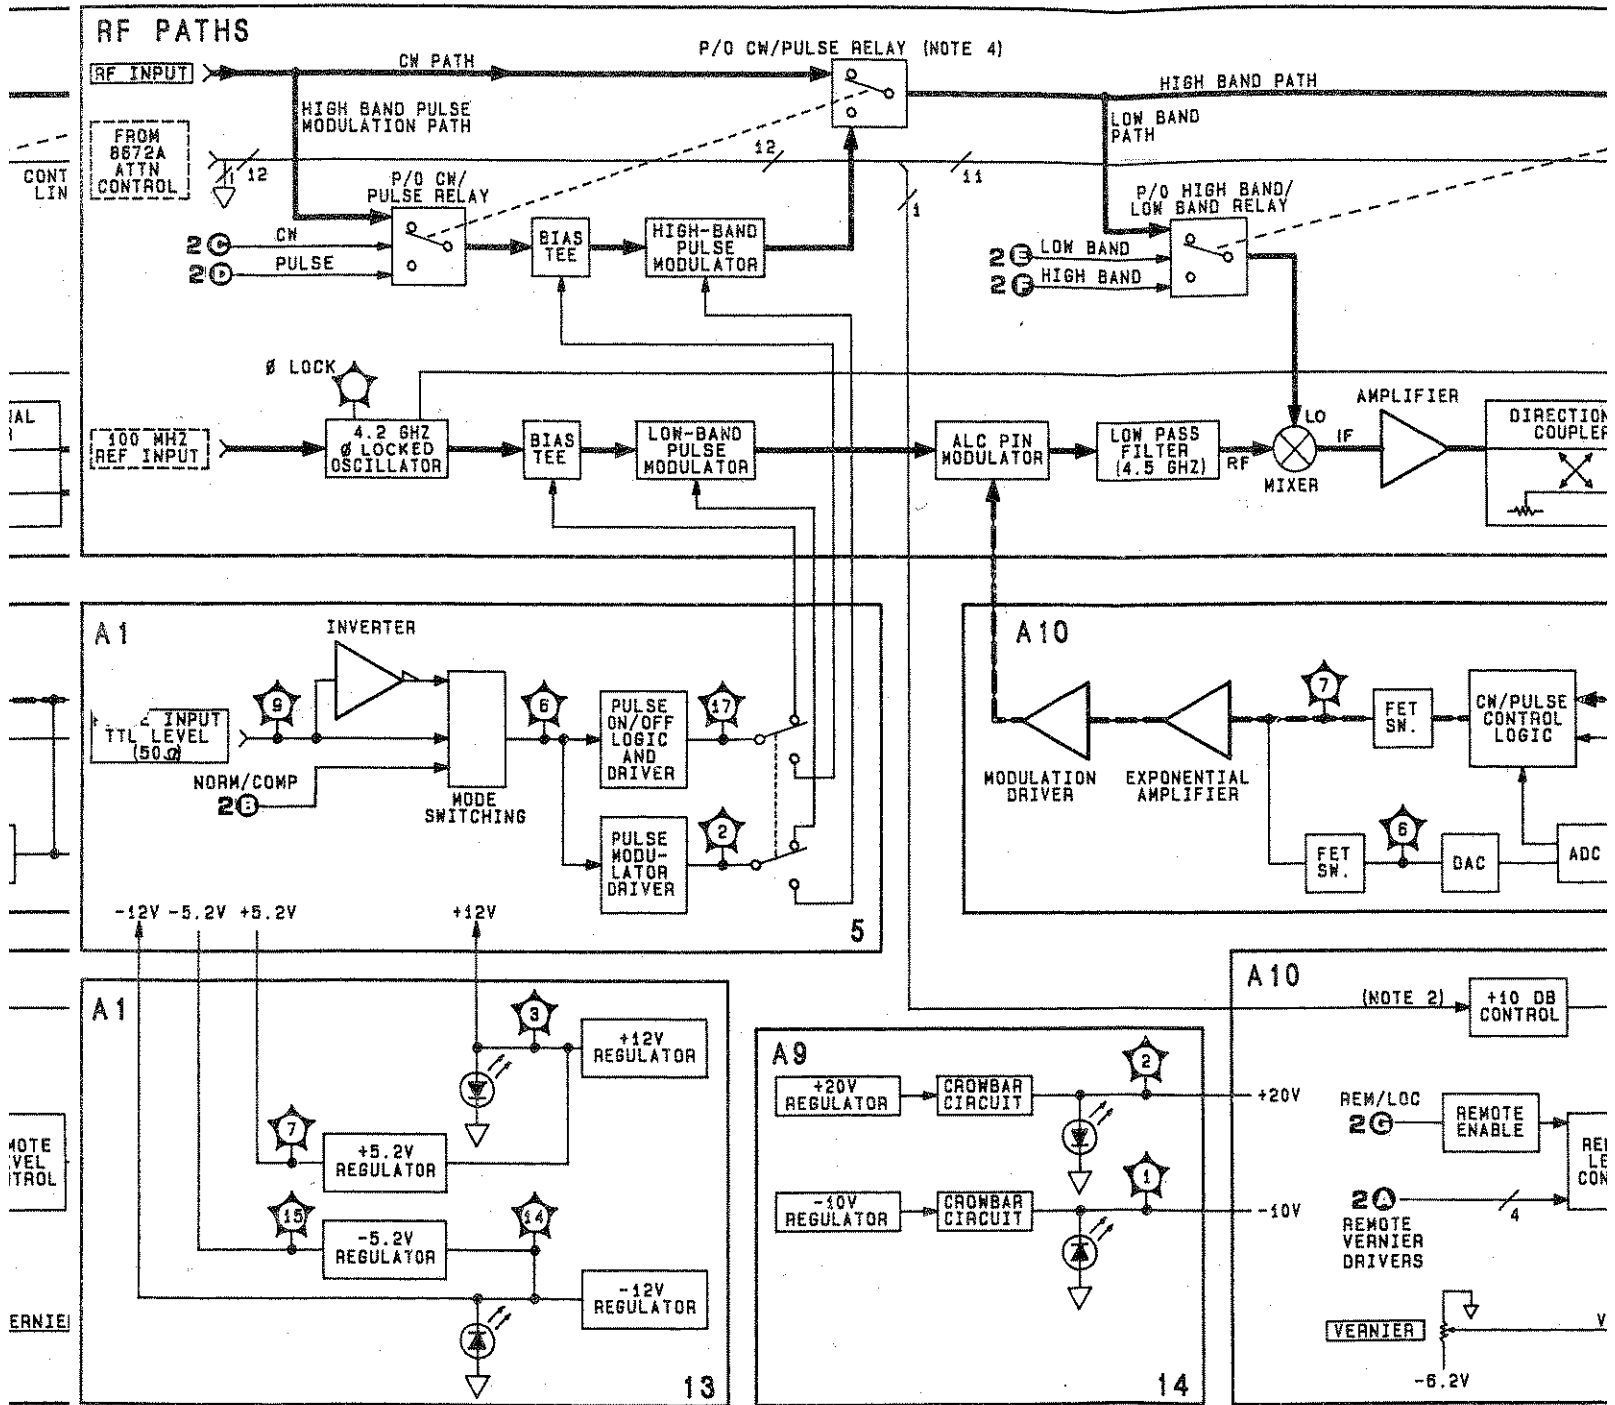 RF PATHS
RF INPUT
CW PATH
P/O CW/PULSE RELAY (NOTE 4)
HIGH BAND PATH
HIGH BAND PULSE
MODULATION PATH
LOW BAND
PATH
FROM
8672A
ATTN
CONTROL
CONT
LIN
12
12
11
1
P/O CW/
PULSE RELAY
P/O HIGH BAND/
LOW BAND RELAY
2 C CW
2 D PULSE
BIAS
TEE
HIGH-BAND
PULSE
MODULATOR
2 E LOW BAND
2 F HIGH BAND
Ø LOCK
100 MHZ
REF INPUT
4.2 GHZ
Ø LOCKED
OSCILLATOR
BIAS
TEE
LOW-BAND
PULSE
MODULATOR
ALC PIN
MODULATOR
LOW PASS
FILTER
(4.5 GHZ)
RF
LO
IF
MIXER
AMPLIFIER
DIRECTION
COUPLER
A1
INVERTER
9
INPUT
TTL LEVEL
(50Ω)
NORM/COMP
2 B
MODE
SWITCHING
6
PULSE
ON/OFF
LOGIC
AND
DRIVER
17
PULSE
MODU-
LATOR
DRIVER
2
5
A10
MODULATION
DRIVER
EXPONENTIAL
AMPLIFIER
7
FET
SW.
CW/PULSE
CONTROL
LOGIC
FET
SW.
6
DAC
ADC
-12V -5.2V +5.2V
+12V
A1
3
+12V
REGULATOR
7
+5.2V
REGULATOR
15
-5.2V
REGULATOR
14
-12V
REGULATOR
13
A9
+20V
REGULATOR
CROWBAR
CIRCUIT
2
+20V
-10V
REGULATOR
CROWBAR
CIRCUIT
1
-10V
14
A10
(NOTE 2)
+10 DB
CONTROL
REM/LOC
2 G
REMOTE
ENABLE
2 A
4
REMOTE
VERNIER
DRIVERS
VERNIER
-6.2V